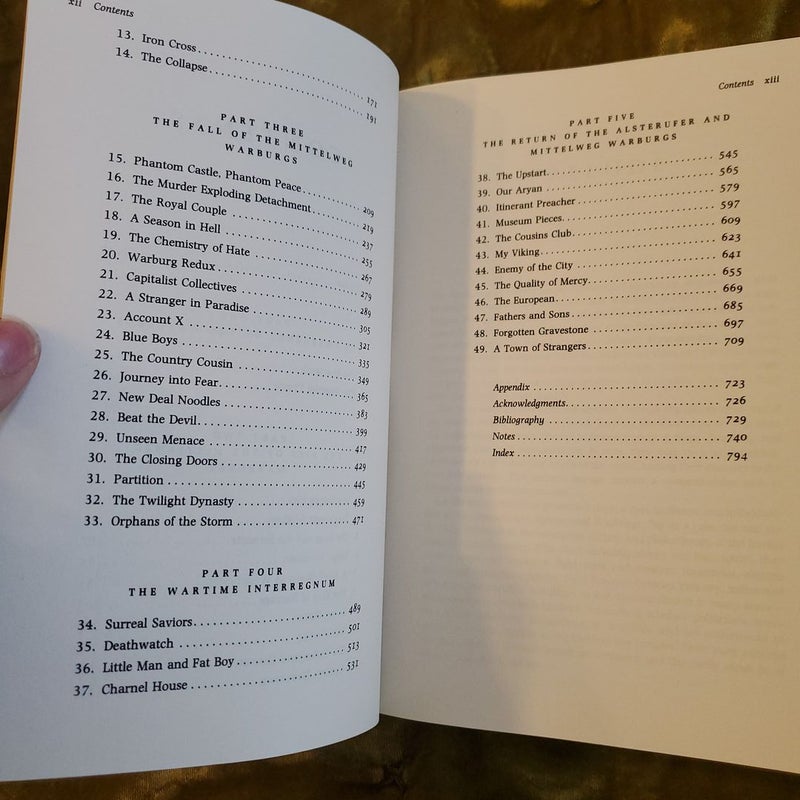 xii Contents
13. Iron Cross 171
14. The Collapse 191
PART THREE
THE FALL OF THE MITTELWEG
WARBURGS
15. Phantom Castle, Phantom Peace 209
16. The Murder Exploding Detachment 219
17. The Royal Couple 237
18. A Season in Hell 255
19. The Chemistry of Hate 267
20. Warburg Redux 279
21. Capitalist Collectives 289
22. A Stranger in Paradise 305
23. Account X 321
24. Blue Boys 335
25. The Country Cousin 349
26. Journey into Fear 365
27. New Deal Noodles 383
28. Beat the Devil 399
29. Unseen Menace 417
30. The Closing Doors 429
31. Partition 445
32. The Twilight Dynasty 459
33. Orphans of the Storm 471
PART FOUR
THE WARTIME INTERREGNUM
34. Surreal Saviors 489
35. Deathwatch 501
36. Little Man and Fat Boy 513
37. Charnel House 531
Contents xiii
PART FIVE
THE RETURN OF THE ALSTERUFER AND
MITTELWEG WARBURGS
38. The Upstart 545
39. Our Aryan 565
40. Itinerant Preacher 579
41. Museum Pieces 597
42. The Cousins Club 609
43. My Viking 623
44. Enemy of the City 641
45. The Quality of Mercy 655
46. The European 669
47. Fathers and Sons 685
48. Forgotten Gravestone 697
49. A Town of Strangers 709
Appendix 723
Acknowledgments 726
Bibliography 729
Notes 740
Index 794